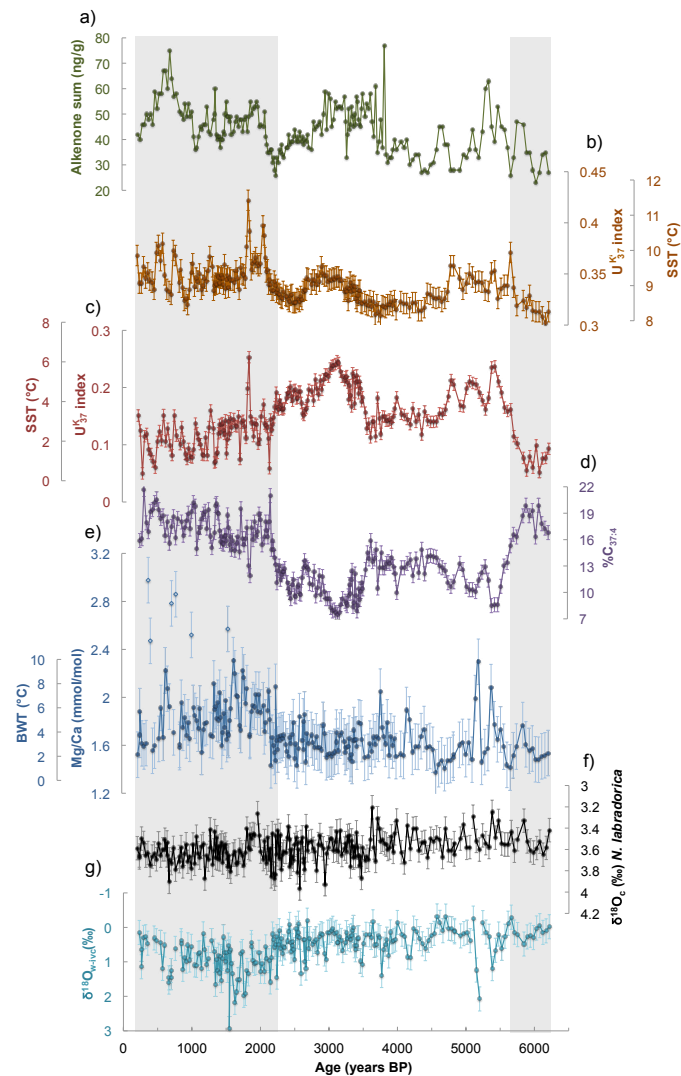 a)
80
70
60
50
40
30
20
Alkenone sum (ng/g)
b)
0.45
0.4
0.35
0.3
U^K'_37 index
12
11
10
9
8
SST (°C)
c)
8
6
4
2
0
SST (°C)
0.3
0.2
0.1
0
U^K_37 index
d)
22
19
16
13
10
7
%C37:4
e)
10
8
6
4
2
0
BWT (°C)
3.2
2.8
2.4
2
1.6
1.2
Mg/Ca (mmol/mol)
f)
3
3.2
3.4
3.6
3.8
4
4.2
δ18Oc (‰) N. labradorica
g)
-1
0
1
2
3
δ18Ow-ivc(‰)
0 1000 2000 3000 4000 5000 6000
Age (years BP)